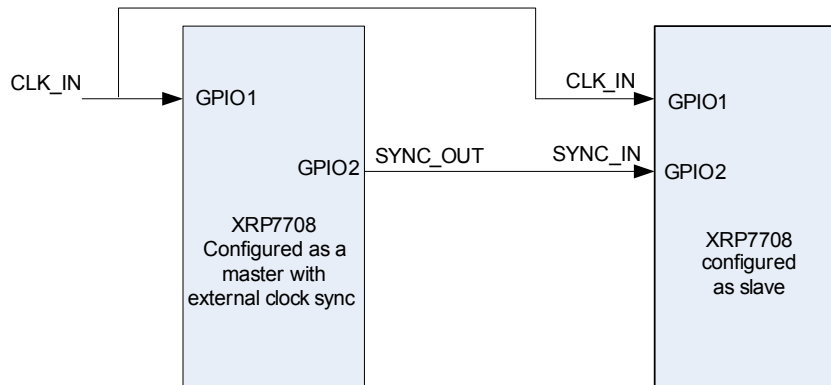 CLK_IN
CLK_IN
GPIO1
GPIO1
SYNC_OUT
SYNC_IN
GPIO2
GPIO2
XRP7708
Configured as a
master with
external clock sync
XRP7708
configured
as slave